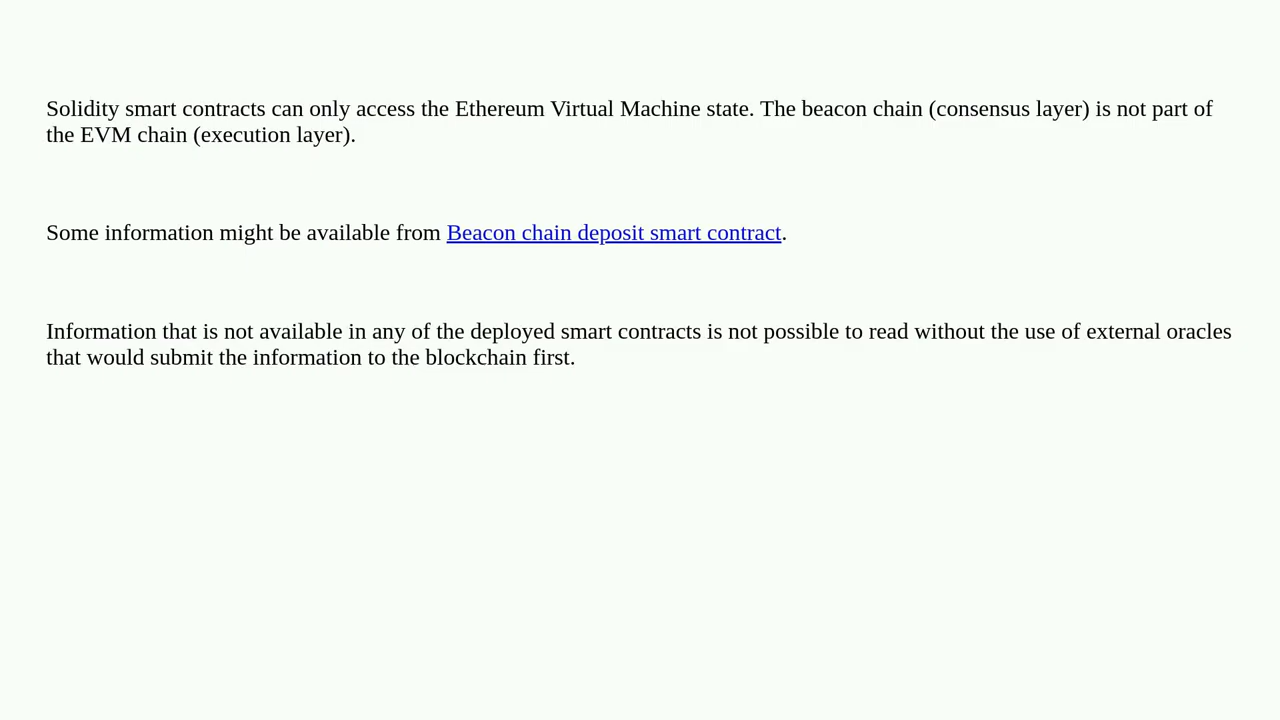 Solidity smart contracts can only access the Ethereum Virtual Machine state. The beacon chain (consensus layer) is not part of
the EVM chain (execution layer).
Some information might be available from Beacon chain deposit smart contract.
Information that is not available in any of the deployed smart contracts is not possible to read without the use of external oracles
that would submit the information to the blockchain first.